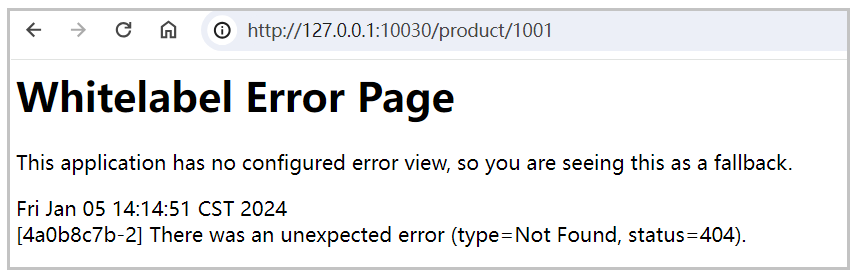 http://127.0.0.1:10030/product/1001
Whitelabel Error Page
This application has no configured error view, so you are seeing this as a fallback.
Fri Jan 05 14:14:51 CST 2024
[4a0b8c7b-2] There was an unexpected error (type=Not Found, status=404).